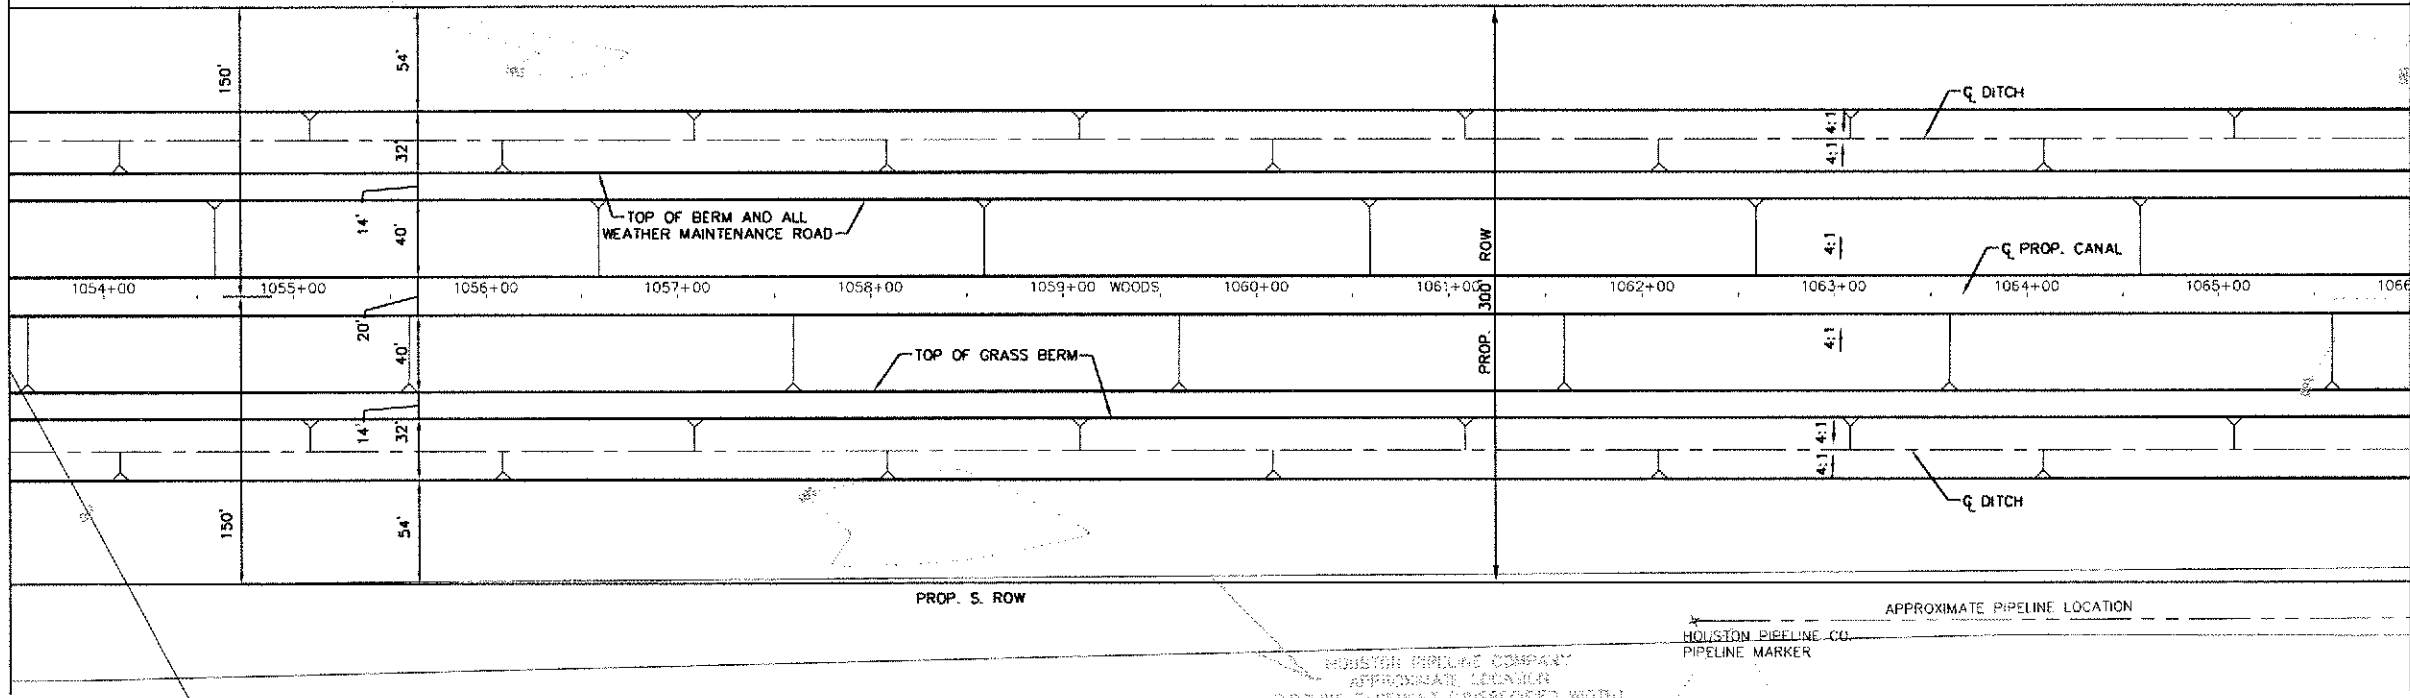 150'
54'
32'
14'
40'
20'
40'
14'
32'
150'
54'
℄ DITCH
4:1
4:1
TOP OF BERM AND ALL
WEATHER MAINTENANCE ROAD
4:1
℄ PROP. CANAL
PROP. 300' ROW
1054+00 1055+00 1056+00 1057+00 1058+00 1059+00 WOODS 1060+00 1061+00 1062+00 1063+00 1064+00 1065+00 1066
4:1
TOP OF GRASS BERM
4:1
4:1
℄ DITCH
PROP. S. ROW
APPROXIMATE PIPELINE LOCATION
HOUSTON PIPELINE CO.
PIPELINE MARKER
HOUSTON PIPELINE COMPANY
APPROXIMATE LOCATION